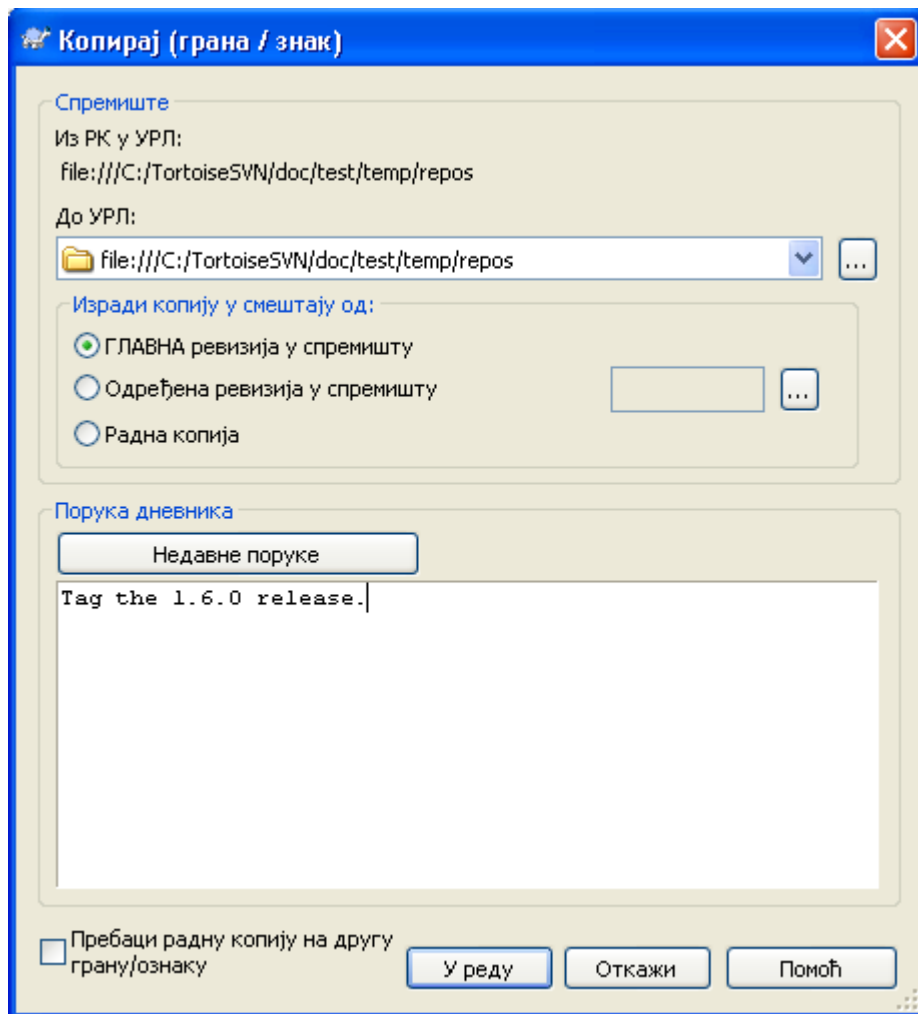 Копирај (грана / знак)
Спремиште
Из РК у УРЛ:
file:///C:/TortoiseSVN/doc/test/temp/repos
До УРЛ:
file:///C:/TortoiseSVN/doc/test/temp/repos
...
Изради копију у смештају од:
ГЛАВНА ревизија у спремишту
Одређена ревизија у спремишту
...
Радна копија
Порука дневника
Недавне поруке
Tag the 1.6.0 release.
Пребаци радну копију на другу
грану/ознаку
У реду
Откажи
Помоћ